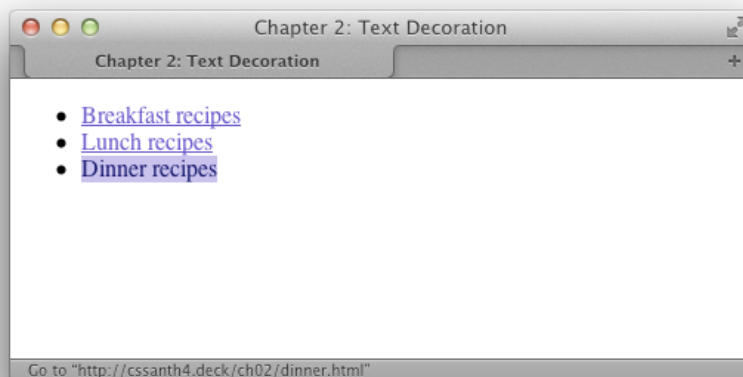 Chapter 2: Text Decoration
Chapter 2: Text Decoration
Breakfast recipes
Lunch recipes
Dinner recipes
Go to "http://cssanth4.deck/ch02/dinner.html"